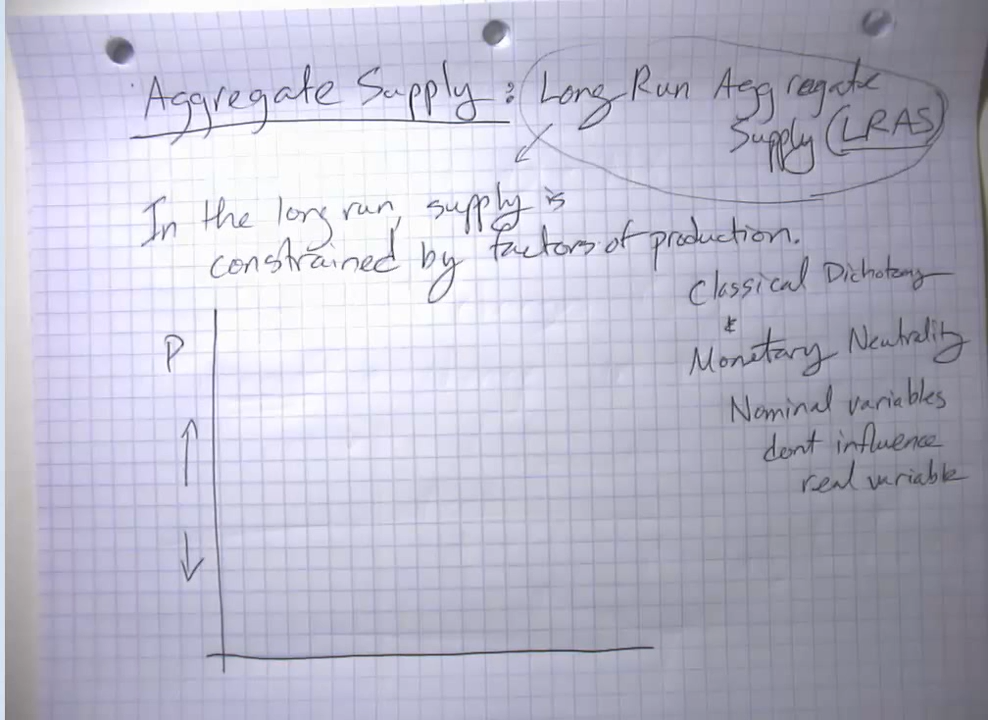 Aggregate Supply: Long Run Aggregate
Supply (LRAS)
In the long run, supply is
constrained by factors of production.
Classical Dichotomy
&
Monetary Neutrality
Nominal variables
dont influence
real variable
P